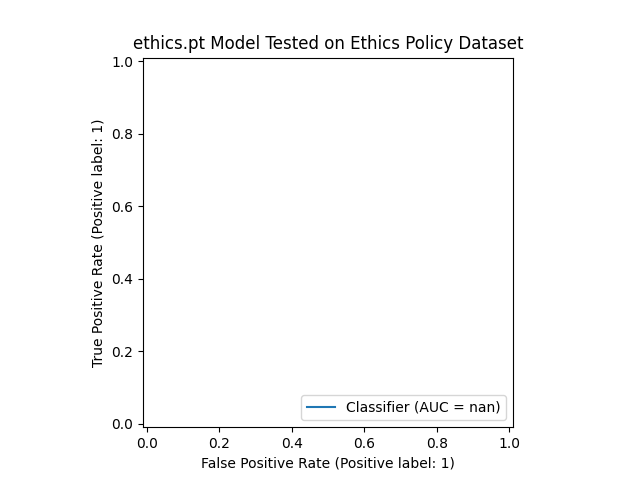 ethics.pt Model Tested on Ethics Policy Dataset
1.0
0.8
0.6
0.4
0.2
0.0
True Positive Rate (Positive label: 1)
Classifier (AUC = nan)
0.0 0.2 0.4 0.6 0.8 1.0
False Positive Rate (Positive label: 1)